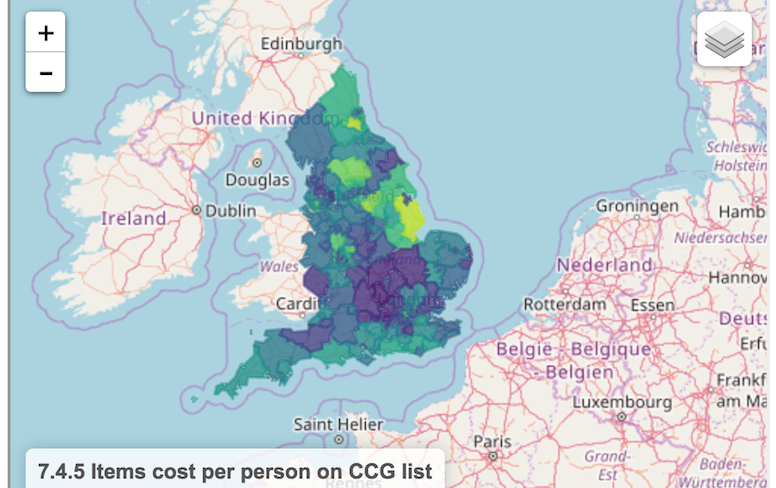 +
−
Edinburgh
United Kingdom
Douglas
Ireland
Dublin
Wales
Cardif
Schleswig
Holstein
Groningen
Hamb
Niedersachsen
Nederland
Hannov
Rotterdam
Essen
Deuts
België - Belgique
- Belgien
Erfu
Frankf
am Ma
Luxembourg
Saint Helier
Paris
Grand-
Est
Baden-
Württemberg
Rennes
7.4.5 Items cost per person on CCG list